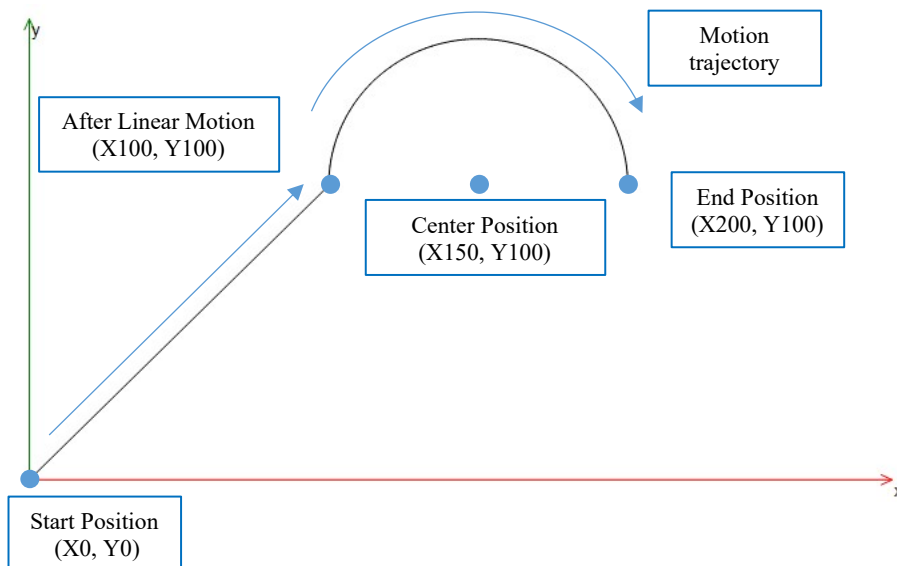 y
Motion
trajectory
After Linear Motion
(X100, Y100)
Center Position
(X150, Y100)
End Position
(X200, Y100)
x
Start Position
(X0, Y0)